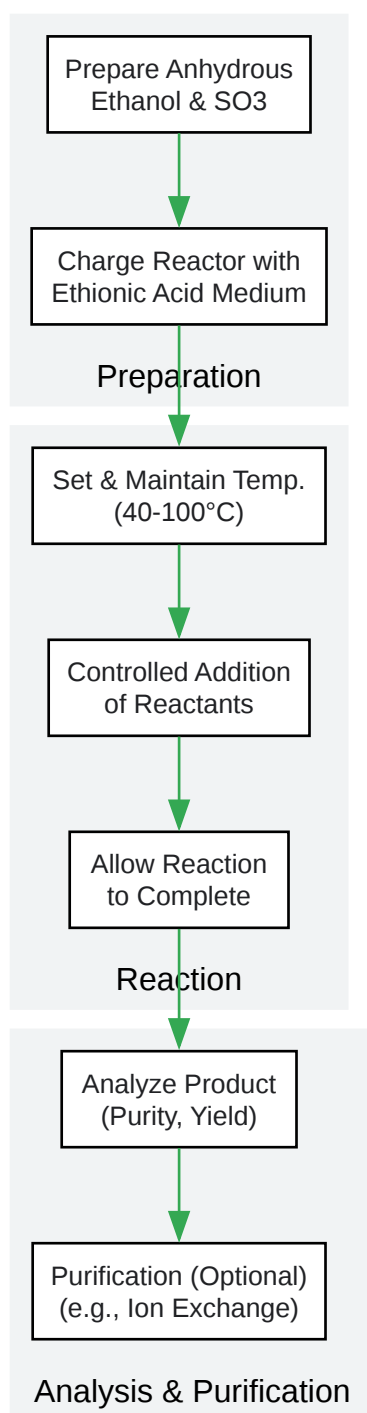 Prepare Anhydrous
Ethanol & SO3
Charge Reactor with
Ethionic Acid Medium
Preparation
Set & Maintain Temp.
(40-100°C)
Controlled Addition
of Reactants
Allow Reaction
to Complete
Reaction
Analyze Product
(Purity, Yield)
Purification (Optional)
(e.g., Ion Exchange)
Analysis & Purification